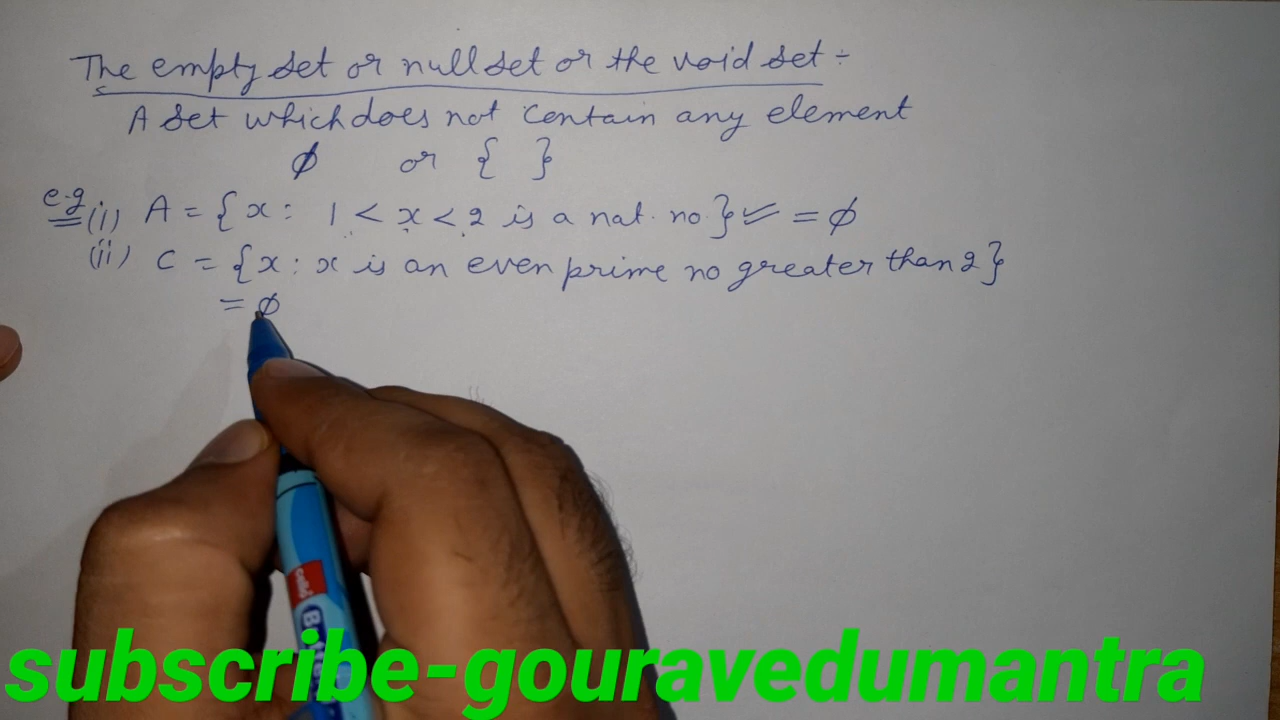 The empty set or null set or the void set :-
A set which does not contain any element
ϕ or { }
e.g (i) A = {x : 1 < x < 2 is a nat. no.} = ϕ
(ii) C = {x : x is an even prime no greater than 2}
= ϕ
cello
subscribe-gouravedumantra